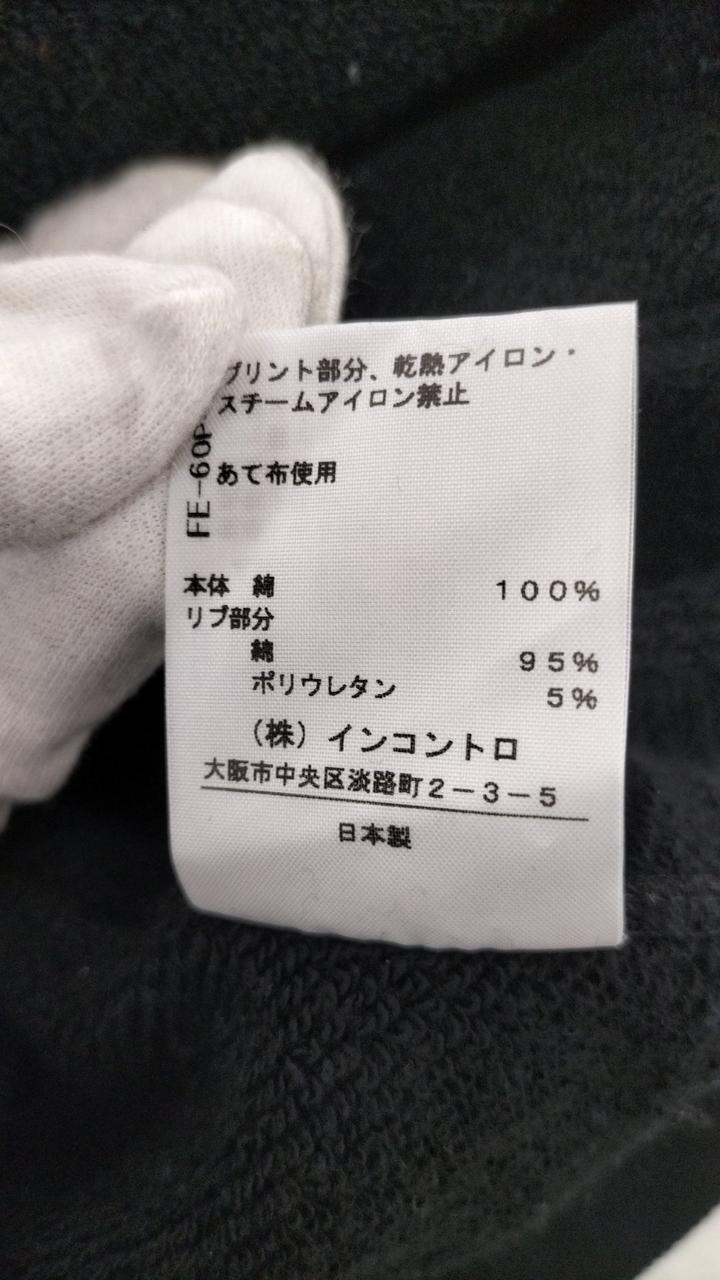 プリント部分、乾熱アイロン・
スチームアイロン禁止
あて布使用
FE-60P
本体 綿 100%
リブ部分
綿 95%
ポリウレタン 5%
(株)インコントロ
大阪市中央区淡路町2-3-5
日本製